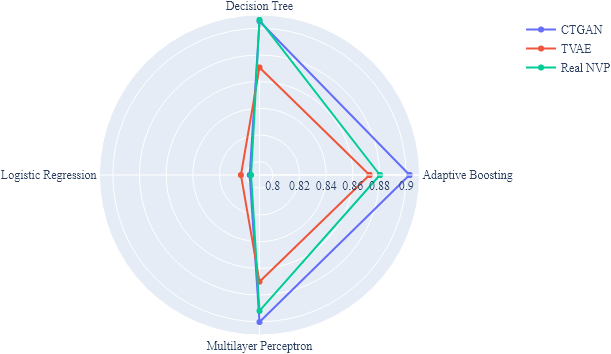 Decision Tree
CTGAN
TVAE
Real NVP
Logistic Regression
Adaptive Boosting
0.8 0.82 0.84 0.86 0.88 0.9
Multilayer Perceptron